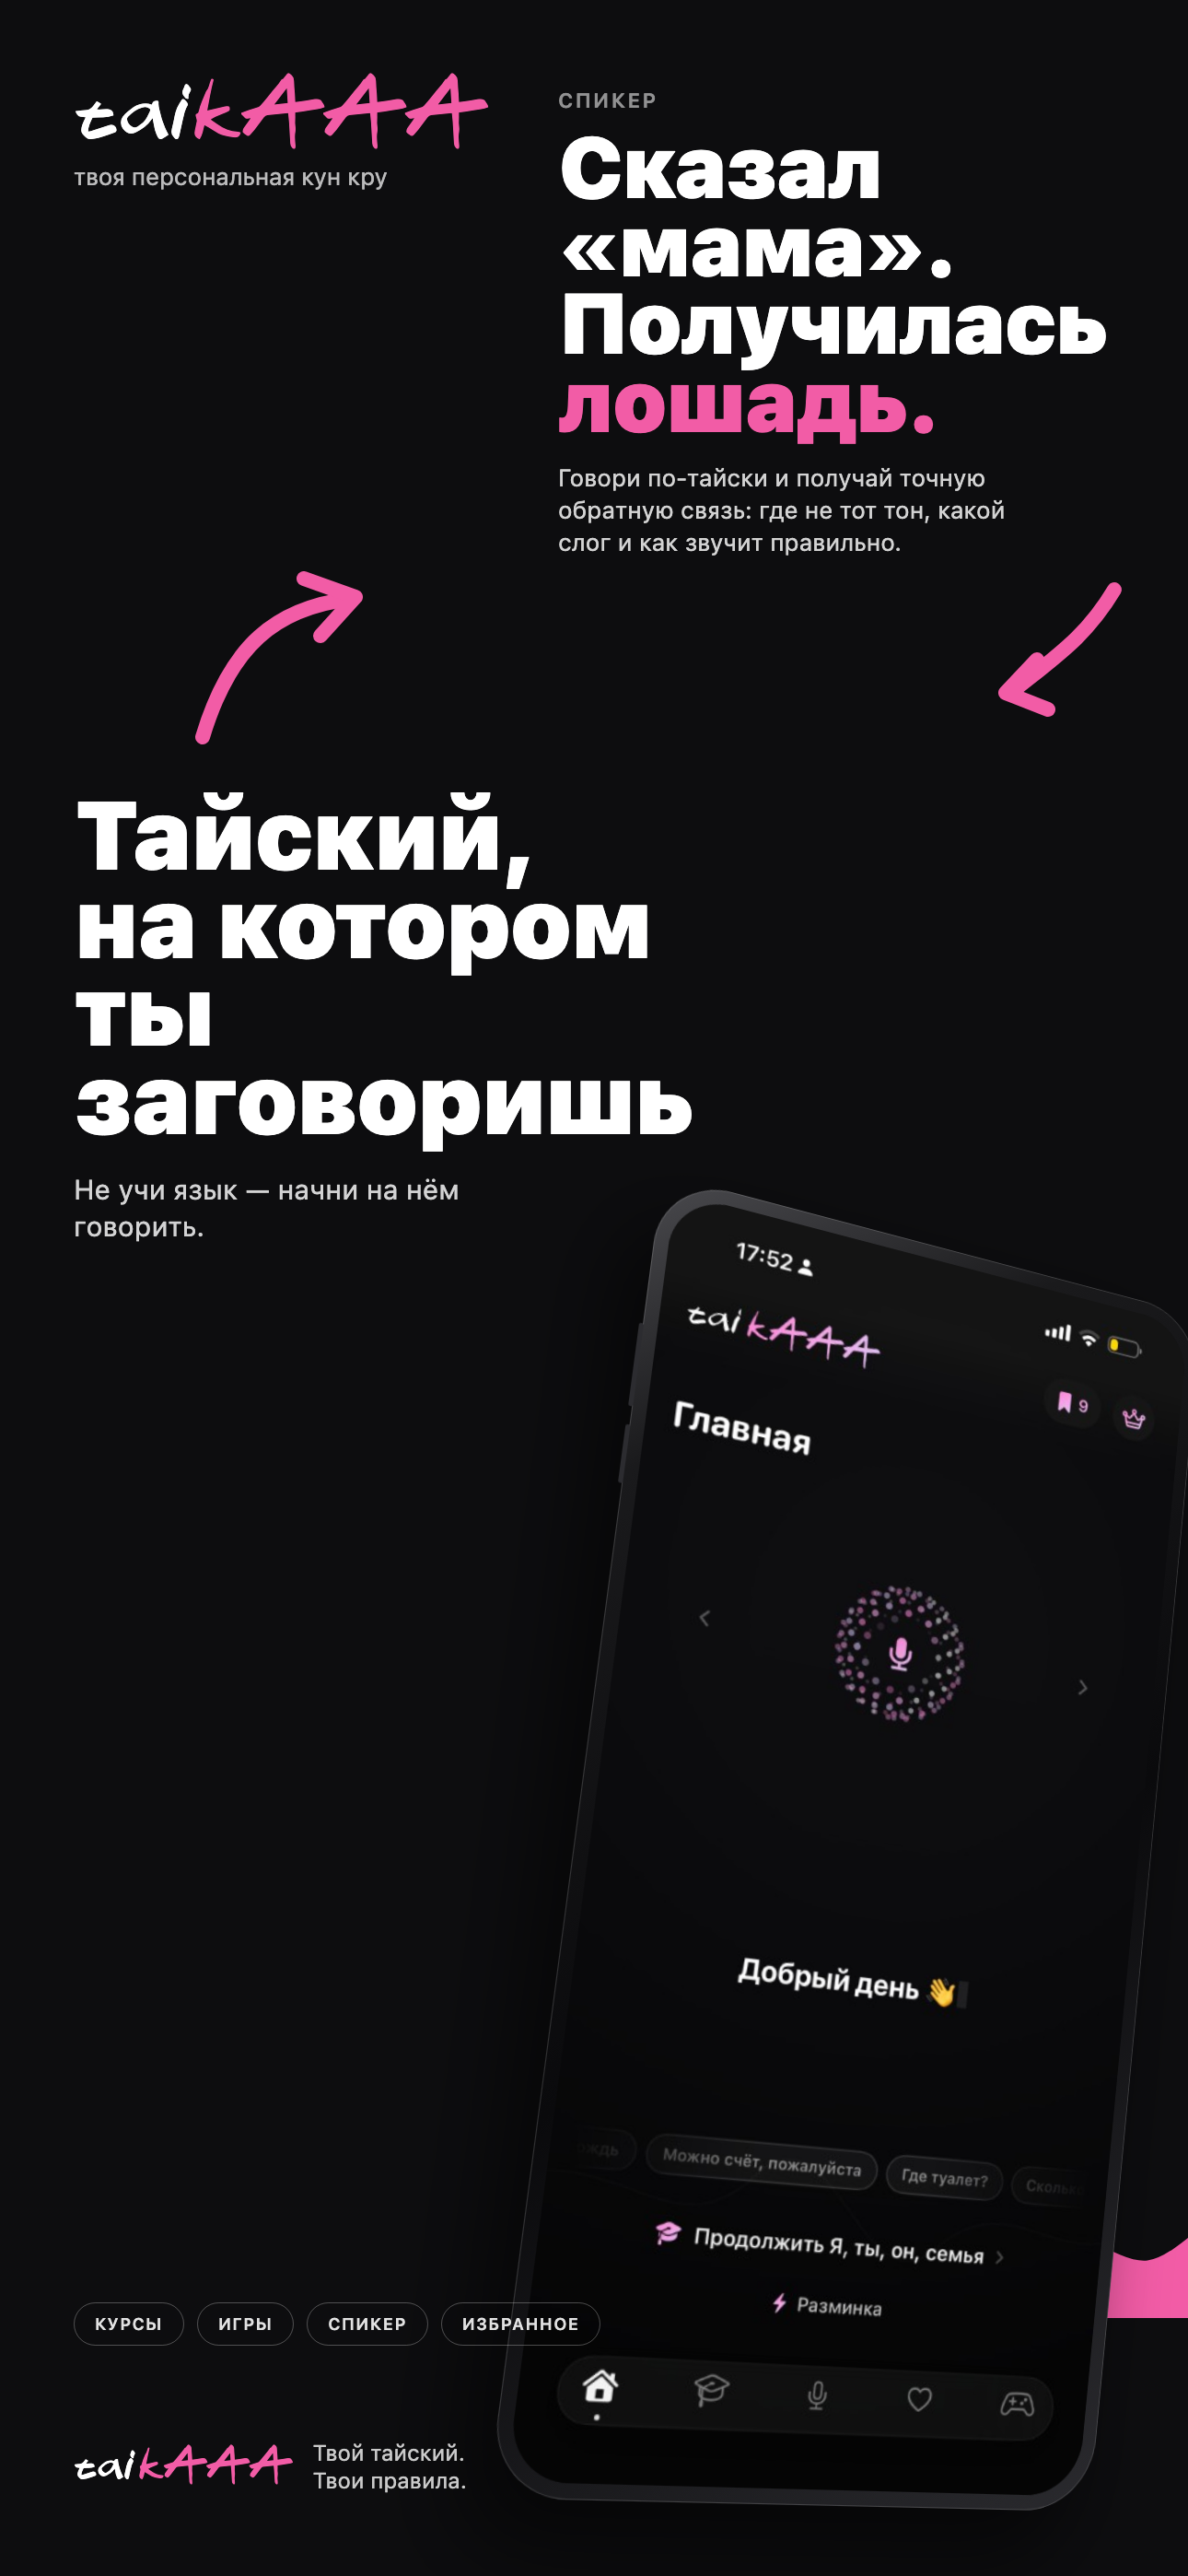 taikAAA
твоя персональная кун кру
СПИКЕР
Сказал
«мама».
Получилась
лошадь.
Говори по-тайски и получай точную
обратную связь: где не тот тон, какой
слог и как звучит правильно.
Тайский,
на котором
ты
заговоришь
Не учи язык — начни на нём
говорить.
17:52
taikAAA
9
Главная
Добрый день 👋
Можно счёт, пожалуйста
Где туалет?
Продолжить Я, ты, он, семья
Разминка
КУРСЫ
ИГРЫ
СПИКЕР
ИЗБРАННОЕ
taikAAA
Твой тайский.
Твои правила.